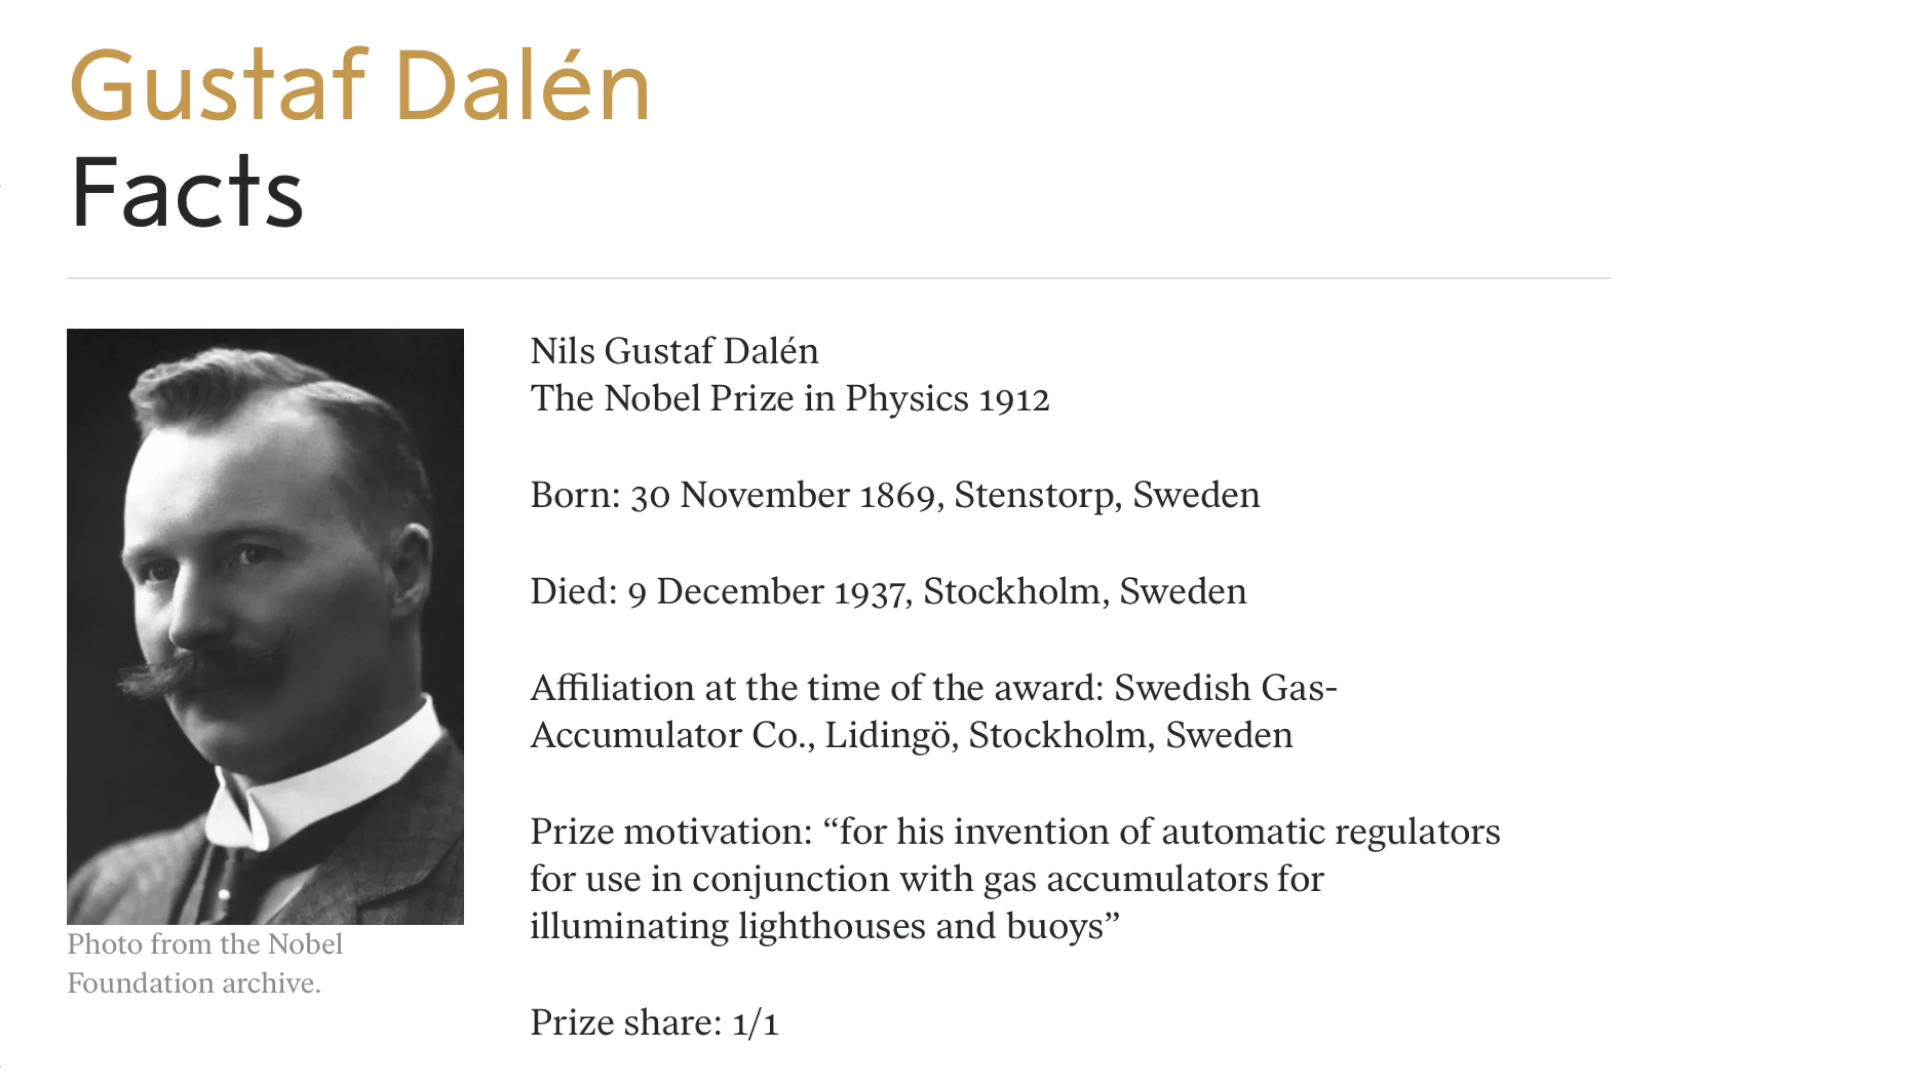 Gustaf Dalén
Facts
Nils Gustaf Dalén
The Nobel Prize in Physics 1912
Born: 30 November 1869, Stenstorp, Sweden
Died: 9 December 1937, Stockholm, Sweden
Affiliation at the time of the award: Swedish Gas-
Accumulator Co., Lidingö, Stockholm, Sweden
Prize motivation: “for his invention of automatic regulators
for use in conjunction with gas accumulators for
illuminating lighthouses and buoys”
Prize share: 1/1
Photo from the Nobel
Foundation archive.